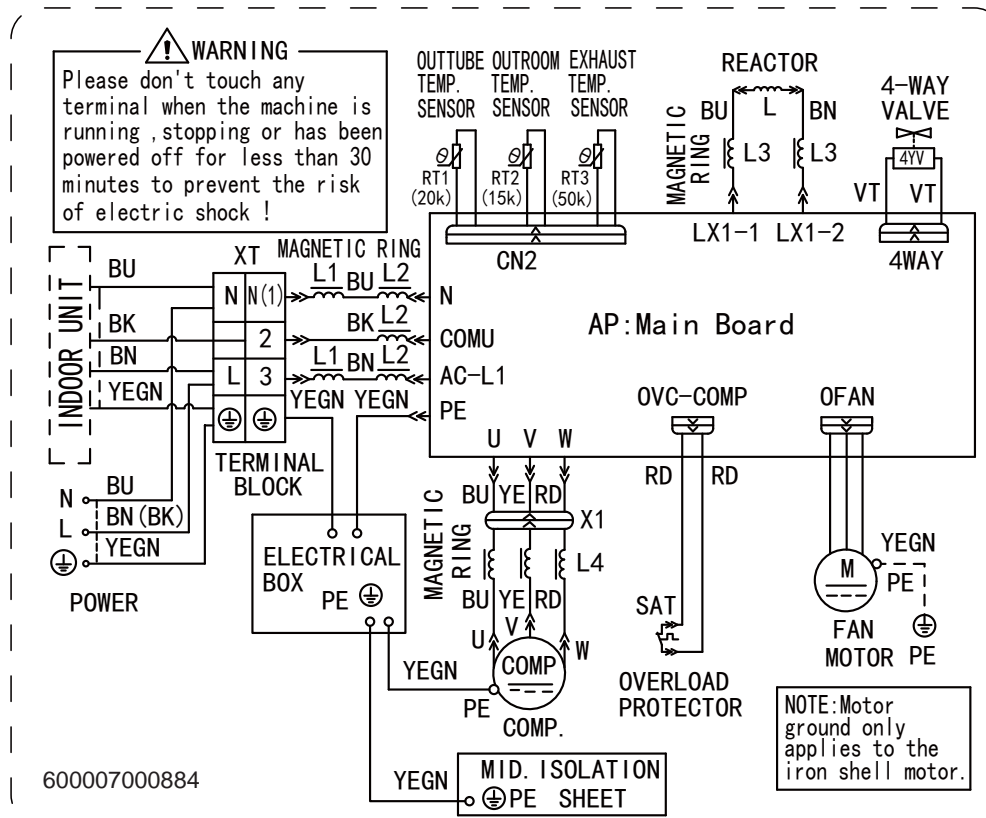 WARNING
Please don't touch any
terminal when the machine is
running ,stopping or has been
powered off for less than 30
minutes to prevent the risk
of electric shock !
OUTTUBE OUTROOM EXHAUST
TEMP. TEMP. TEMP.
SENSOR SENSOR SENSOR
θ θ θ
RT1 RT2 RT3
(20k) (15k) (50k)
CN2
REACTOR
BU L BN
MAGNETIC
RING
L3 L3
LX1-1 LX1-2
4-WAY
VALVE
4YV
VT VT
4WAY
INDOOR UNIT
BU
BK
BN
YEGN
XT
N N(1)
2
L 3
TERMINAL
BLOCK
MAGNETIC RING
L1 BU L2
BK L2
L1 BN L2
YEGN YEGN
N
COMU
AC-L1
PE
AP:Main Board
OVC-COMP
OFAN
U V W
N BU
L BN(BK)
YEGN
POWER
ELECTRICAL
BOX
PE
BU YE RD
X1
MAGNETIC
RING
L4
BU YE RD
U V W
COMP
YEGN
PE
COMP.
RD RD
SAT
OVERLOAD
PROTECTOR
M
YEGN
PE
FAN
MOTOR PE
NOTE:Motor
ground only
applies to the
iron shell motor.
YEGN
MID. ISOLATION
PE SHEET
600007000884